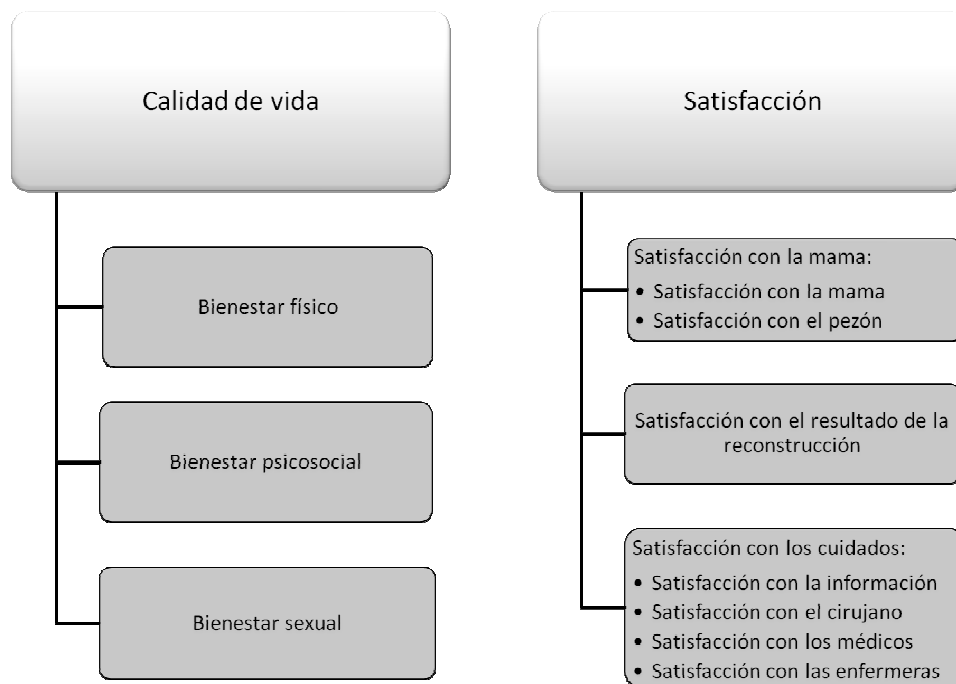 Calidad de vida
Bienestar físico
Bienestar psicosocial
Bienestar sexual
Satisfacción
Satisfacción con la mama:
• Satisfacción con la mama
• Satisfacción con el pezón
Satisfacción con el resultado de la
reconstrucción
Satisfacción con los cuidados:
• Satisfacción con la información
• Satisfacción con el cirujano
• Satisfacción con los médicos
• Satisfacción con las enfermeras